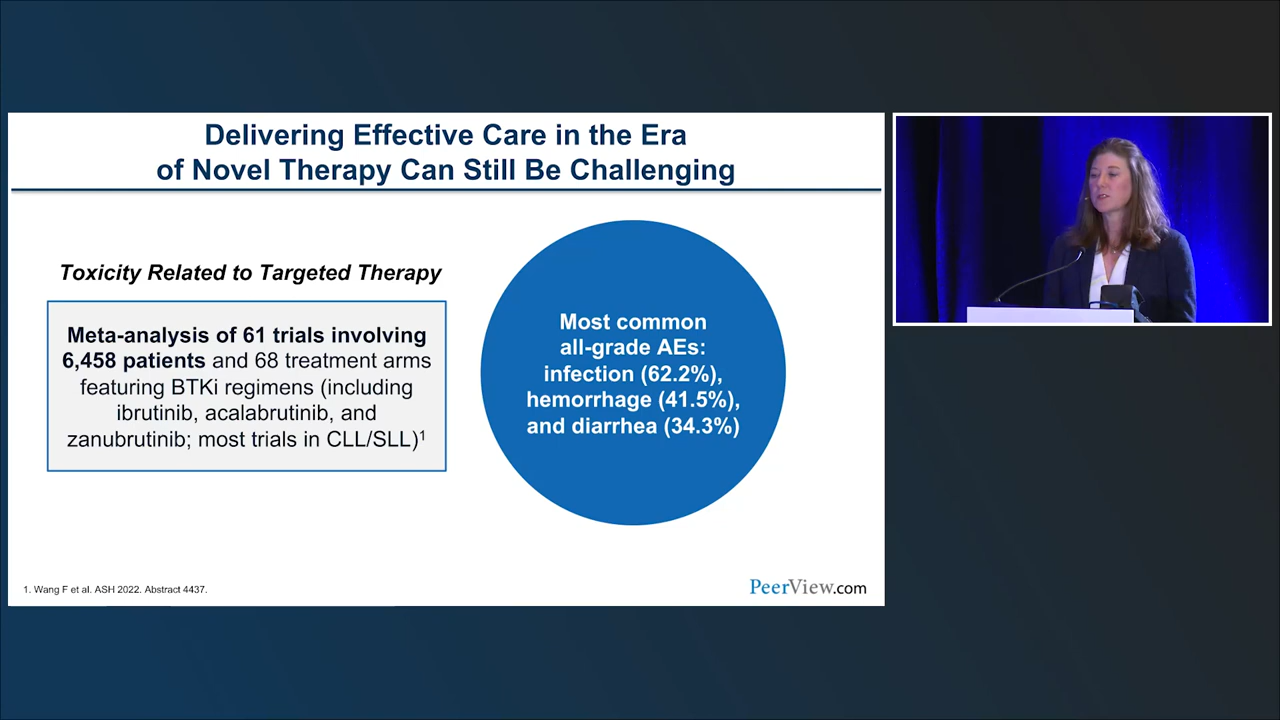 Delivering Effective Care in the Era
of Novel Therapy Can Still Be Challenging
Toxicity Related to Targeted Therapy
Meta-analysis of 61 trials involving
6,458 patients and 68 treatment arms
featuring BTKi regimens (including
ibrutinib, acalabrutinib, and
zanubrutinib; most trials in CLL/SLL)¹
Most common
all-grade AEs:
infection (62.2%),
hemorrhage (41.5%),
and diarrhea (34.3%)
1. Wang F et al. ASH 2022. Abstract 4437.
PeerView.com